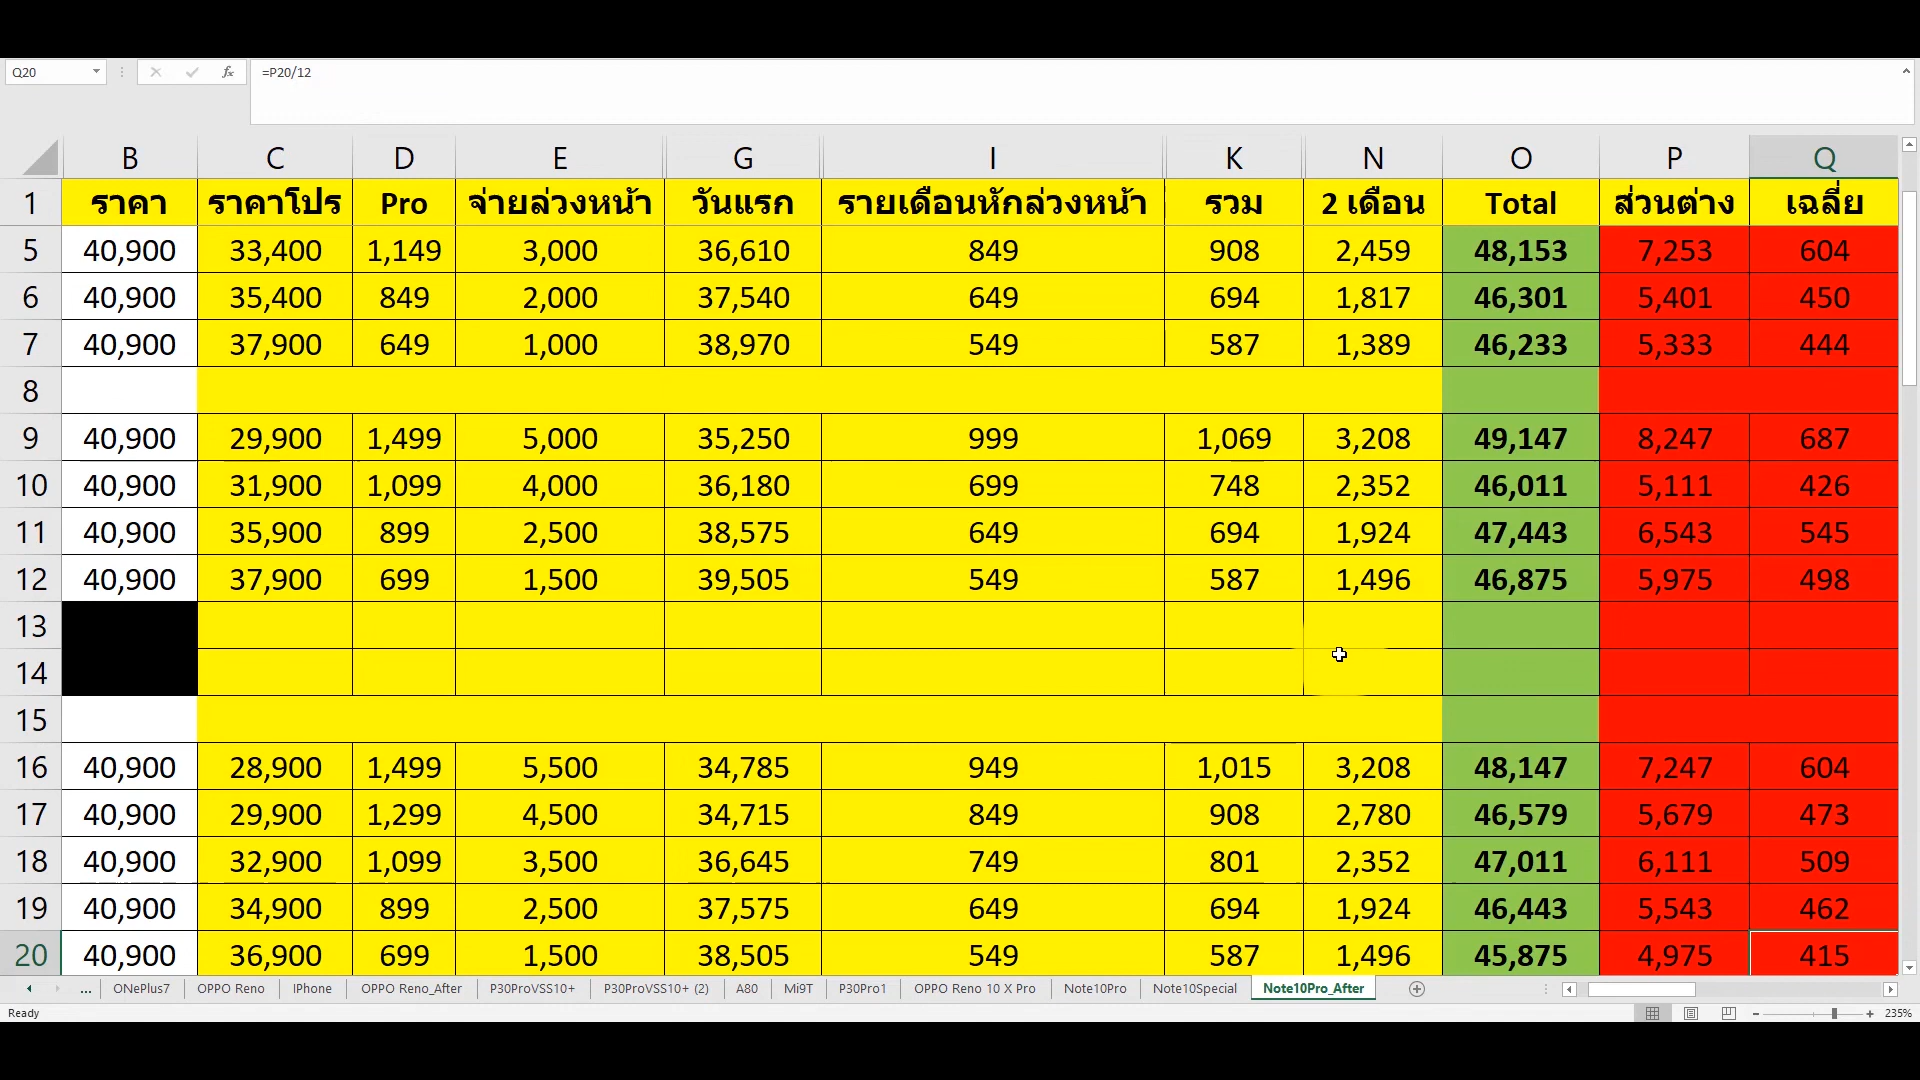 Q20 fx =P20/12
B C D E G I K N O P Q
1 ราคา ราคาโปร Pro จ่ายล่วงหน้า วันแรก รายเดือนหักล่วงหน้า รวม 2 เดือน Total ส่วนต่าง เฉลี่ย
5 40,900 33,400 1,149 3,000 36,610 849 908 2,459 48,153 7,253 604
6 40,900 35,400 849 2,000 37,540 649 694 1,817 46,301 5,401 450
7 40,900 37,900 649 1,000 38,970 549 587 1,389 46,233 5,333 444
8
9 40,900 29,900 1,499 5,000 35,250 999 1,069 3,208 49,147 8,247 687
10 40,900 31,900 1,099 4,000 36,180 699 748 2,352 46,011 5,111 426
11 40,900 35,900 899 2,500 38,575 649 694 1,924 47,443 6,543 545
12 40,900 37,900 699 1,500 39,505 549 587 1,496 46,875 5,975 498
13
14
15
16 40,900 28,900 1,499 5,500 34,785 949 1,015 3,208 48,147 7,247 604
17 40,900 29,900 1,299 4,500 34,715 849 908 2,780 46,579 5,679 473
18 40,900 32,900 1,099 3,500 36,645 749 801 2,352 47,011 6,111 509
19 40,900 34,900 899 2,500 37,575 649 694 1,924 46,443 5,543 462
20 40,900 36,900 699 1,500 38,505 549 587 1,496 45,875 4,975 415
... ONePlus7 OPPO Reno IPhone OPPO Reno_After P30ProVSS10+ P30ProVSS10+ (2) A80 Mi9T P30Pro1 OPPO Reno 10 X Pro Note10Pro Note10Special Note10Pro_After
Ready 235%